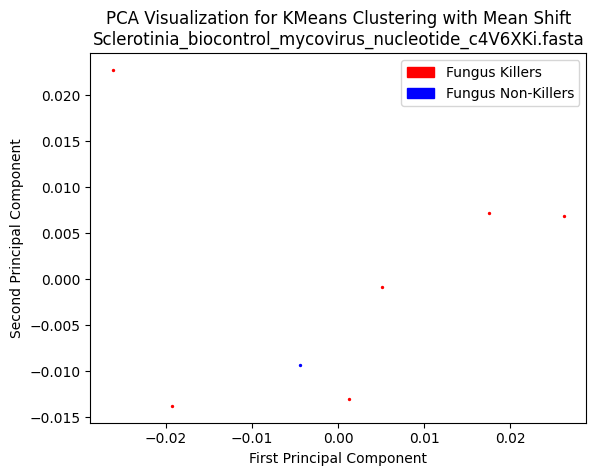 PCA Visualization for KMeans Clustering with Mean Shift
Sclerotinia_biocontrol_mycovirus_nucleotide_c4V6XKi.fasta
Fungus Killers
Fungus Non-Killers
Second Principal Component
0.020
0.015
0.010
0.005
0.000
−0.005
−0.010
−0.015
−0.02
−0.01
0.00
0.01
0.02
First Principal Component